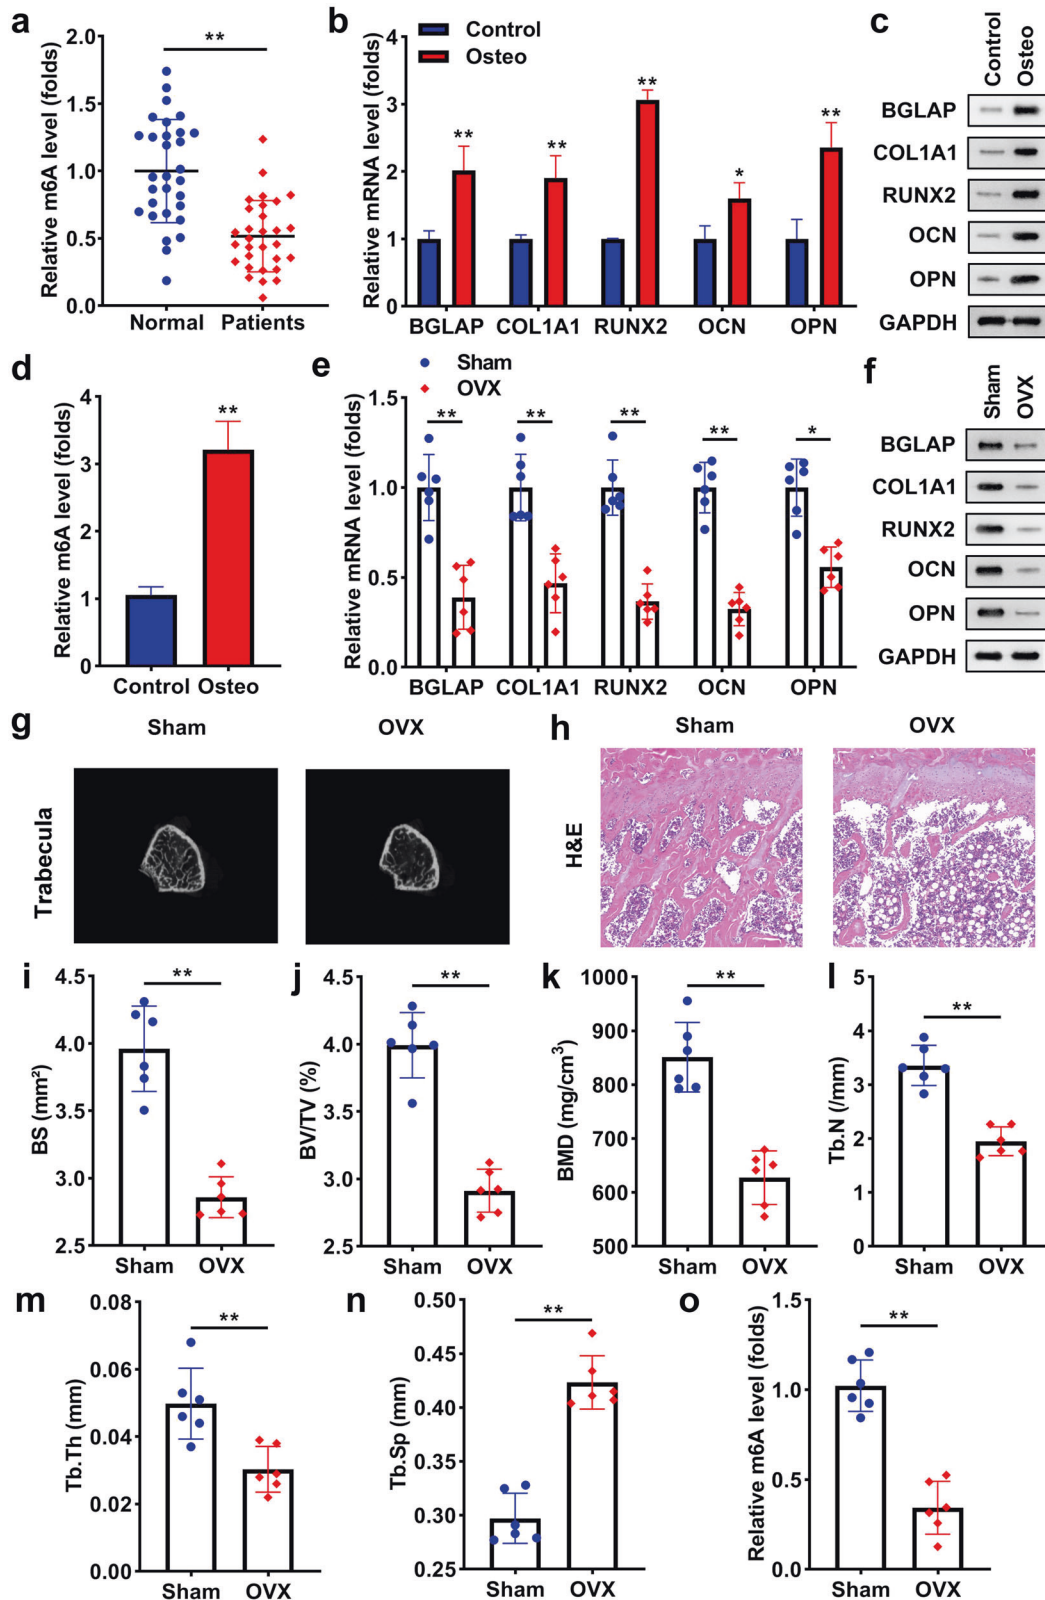 a
**
Relative m6A level (folds)
2.0
1.5
1.0
0.5
0.0
Normal Patients
b
Control
Osteo
Relative mRNA level (folds)
4
3
2
1
0
** ** ** * **
BGLAP COL1A1 RUNX2 OCN OPN
c
Control Osteo
BGLAP
COL1A1
RUNX2
OCN
OPN
GAPDH
d
Relative m6A level (folds)
4
3
2
1
0
**
Control Osteo
e
Sham
OVX
Relative mRNA level (folds)
1.5
1.0
0.5
0.0
** ** ** ** *
BGLAP COL1A1 RUNX2 OCN OPN
f
Sham OVX
BGLAP
COL1A1
RUNX2
OCN
OPN
GAPDH
g
Sham OVX
Trabecula
h
Sham OVX
H&E
i
BS (mm²)
4.5
4.0
3.5
3.0
2.5
**
Sham OVX
j
BV/TV (%)
4.5
4.0
3.5
3.0
2.5
**
Sham OVX
k
BMD (mg/cm³)
1000
900
800
700
600
500
**
Sham OVX
l
Tb.N (/mm)
5
4
3
2
1
0
**
Sham OVX
m
Tb.Th (mm)
0.08
0.06
0.04
0.02
0.00
**
Sham OVX
n
Tb.Sp (mm)
0.50
0.45
0.40
0.35
0.30
0.25
**
Sham OVX
o
Relative m6A level (folds)
1.5
1.0
0.5
0.0
**
Sham OVX